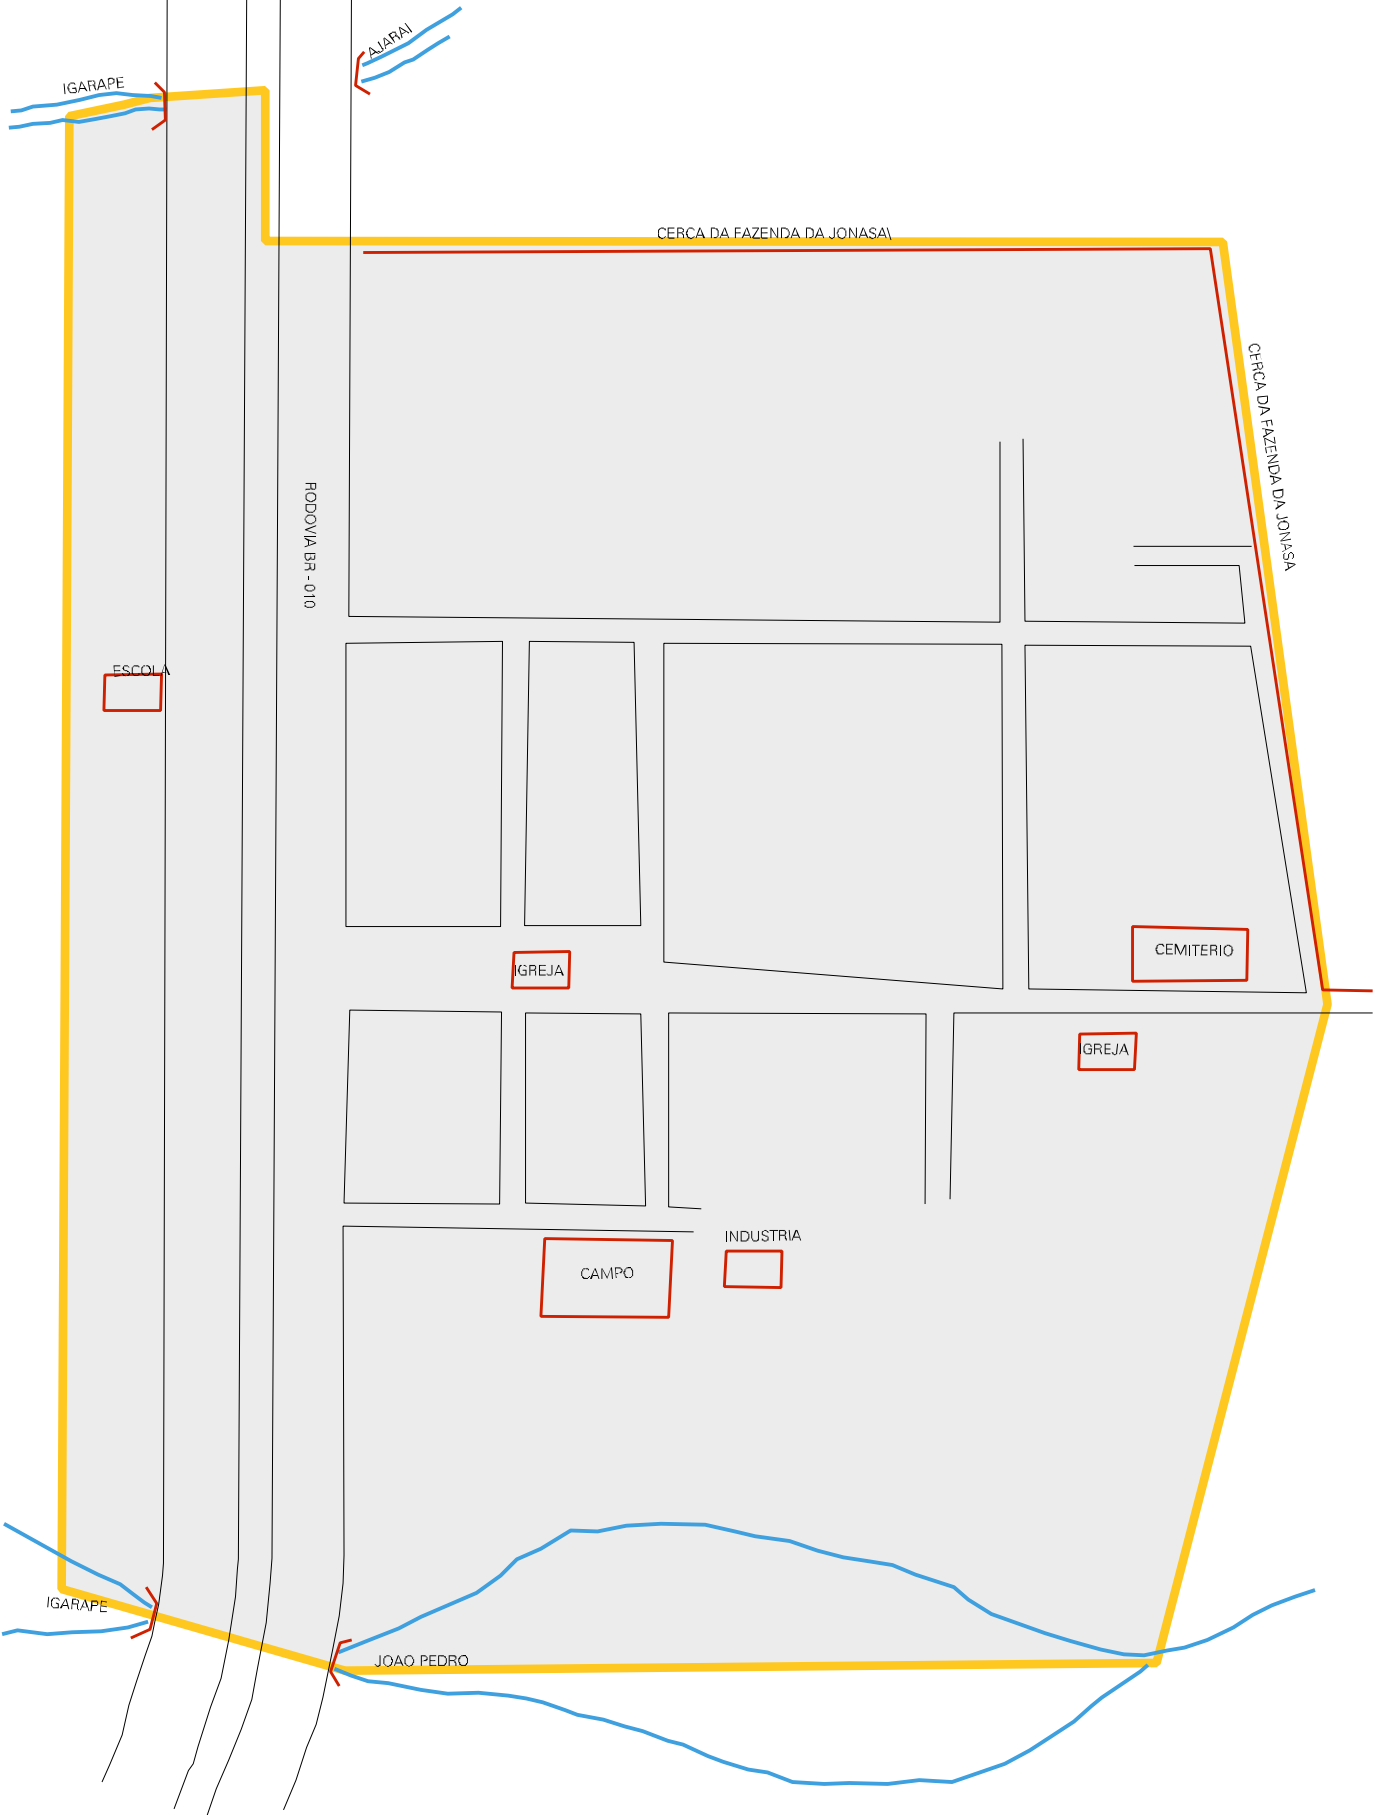 AJARAI
IGARAPE
CERCA DA FAZENDA DA JONASA\
CERCA DA FAZENDA DA JONASA
RODOVIA BR - 010
ESCOLA
IGREJA
CEMITERIO
IGREJA
INDUSTRIA
CAMPO
IGARAPE
JOAO PEDRO